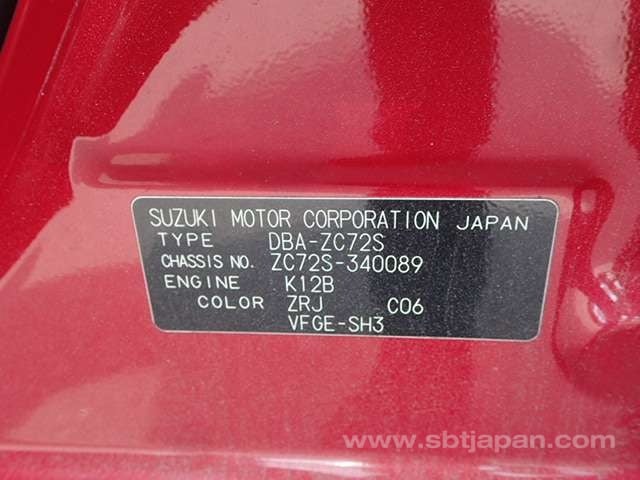 SUZUKI MOTOR CORPORATION JAPAN
TYPE DBA-ZC72S
CHASSIS NO. ZC72S-340089
ENGINE K12B
COLOR ZRJ C06
VFGE-SH3
www.sbtjapan.com